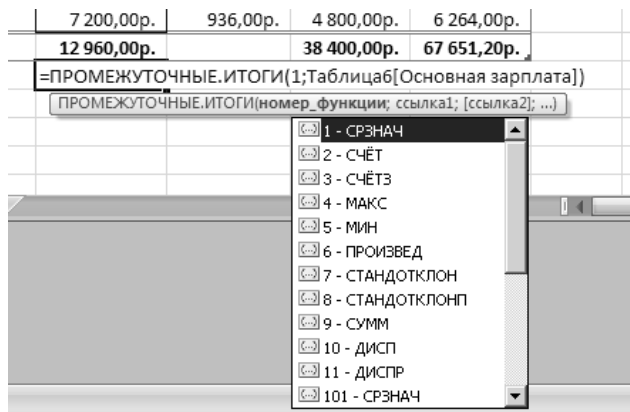 7 200,00р. 936,00р. 4 800,00р. 6 264,00р.
12 960,00р. 38 400,00р. 67 651,20р.
=ПРОМЕЖУТОЧНЫЕ.ИТОГИ(1;Таблица6[Основная зарплата])
ПРОМЕЖУТОЧНЫЕ.ИТОГИ(номер_функции; ссылка1; [ссылка2]; ...)
(...) 1 - СРЗНАЧ
(...) 2 - СЧЁТ
(...) 3 - СЧЁТЗ
(...) 4 - МАКС
(...) 5 - МИН
(...) 6 - ПРОИЗВЕД
(...) 7 - СТАНДОТКЛОН
(...) 8 - СТАНДОТКЛОНП
(...) 9 - СУММ
(...) 10 - ДИСП
(...) 11 - ДИСПР
(...) 101 - СРЗНАЧ